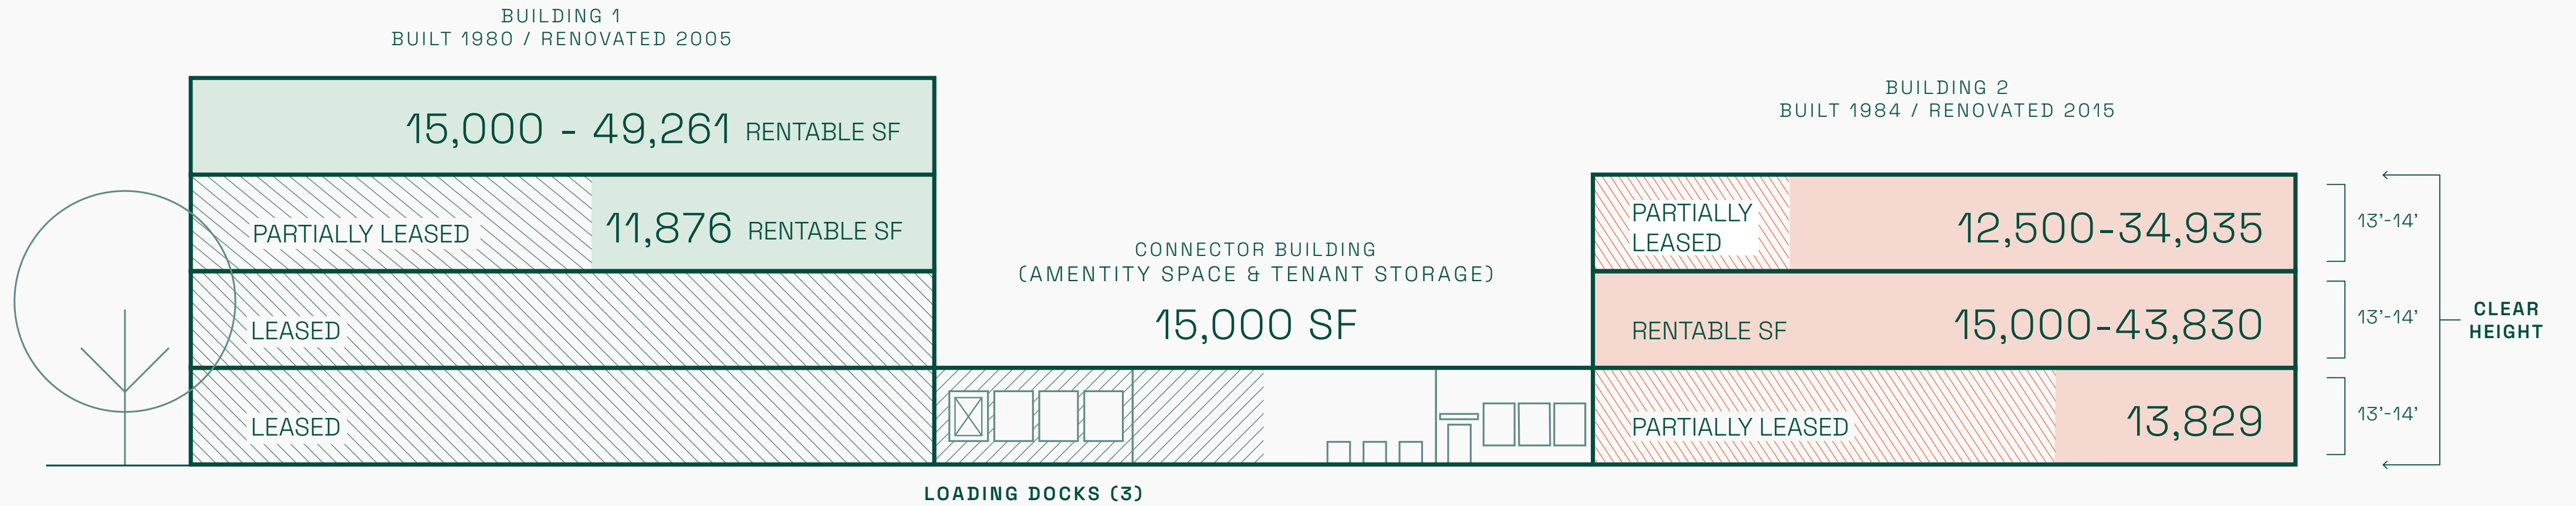 BUILDING 1
BUILT 1980 / RENOVATED 2005
15,000 - 49,261 RENTABLE SF
PARTIALLY LEASED
11,876 RENTABLE SF
LEASED
LEASED
CONNECTOR BUILDING
(AMENTITY SPACE & TENANT STORAGE)
15,000 SF
LOADING DOCKS (3)
BUILDING 2
BUILT 1984 / RENOVATED 2015
PARTIALLY
LEASED
12,500-34,935
RENTABLE SF
15,000-43,830
PARTIALLY LEASED
13,829
13'-14'
13'-14'
13'-14'
CLEAR
HEIGHT